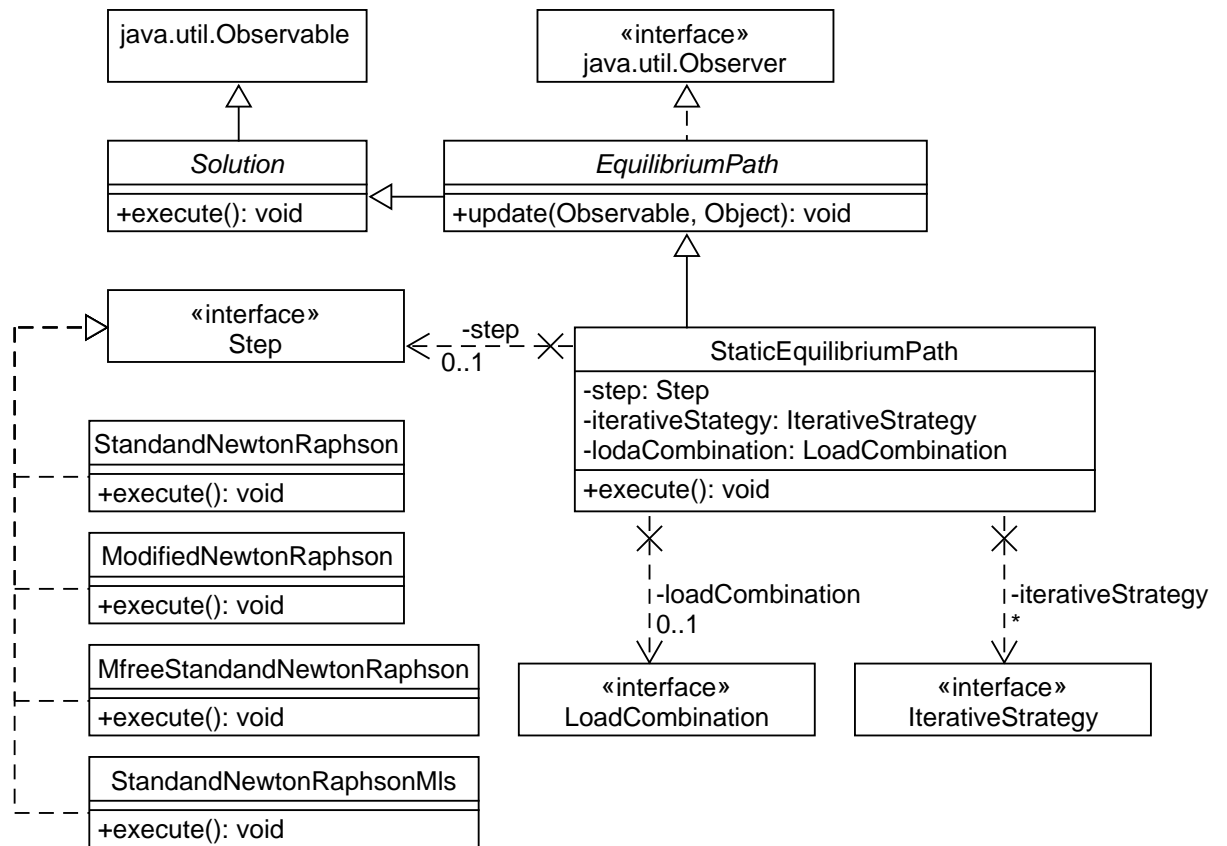 java.util.Observable
«interface»
java.util.Observer
Solution
+execute(): void
EquilibriumPath
+update(Observable, Object): void
«interface»
Step
-step
0..1
StaticEquilibriumPath
-step: Step
-iterativeStategy: IterativeStrategy
-lodaCombination: LoadCombination
+execute(): void
StandandNewtonRaphson
+execute(): void
ModifiedNewtonRaphson
+execute(): void
MfreeStandandNewtonRaphson
+execute(): void
StandandNewtonRaphsonMls
+execute(): void
-loadCombination
0..1
-iterativeStrategy
*
«interface»
LoadCombination
«interface»
IterativeStrategy